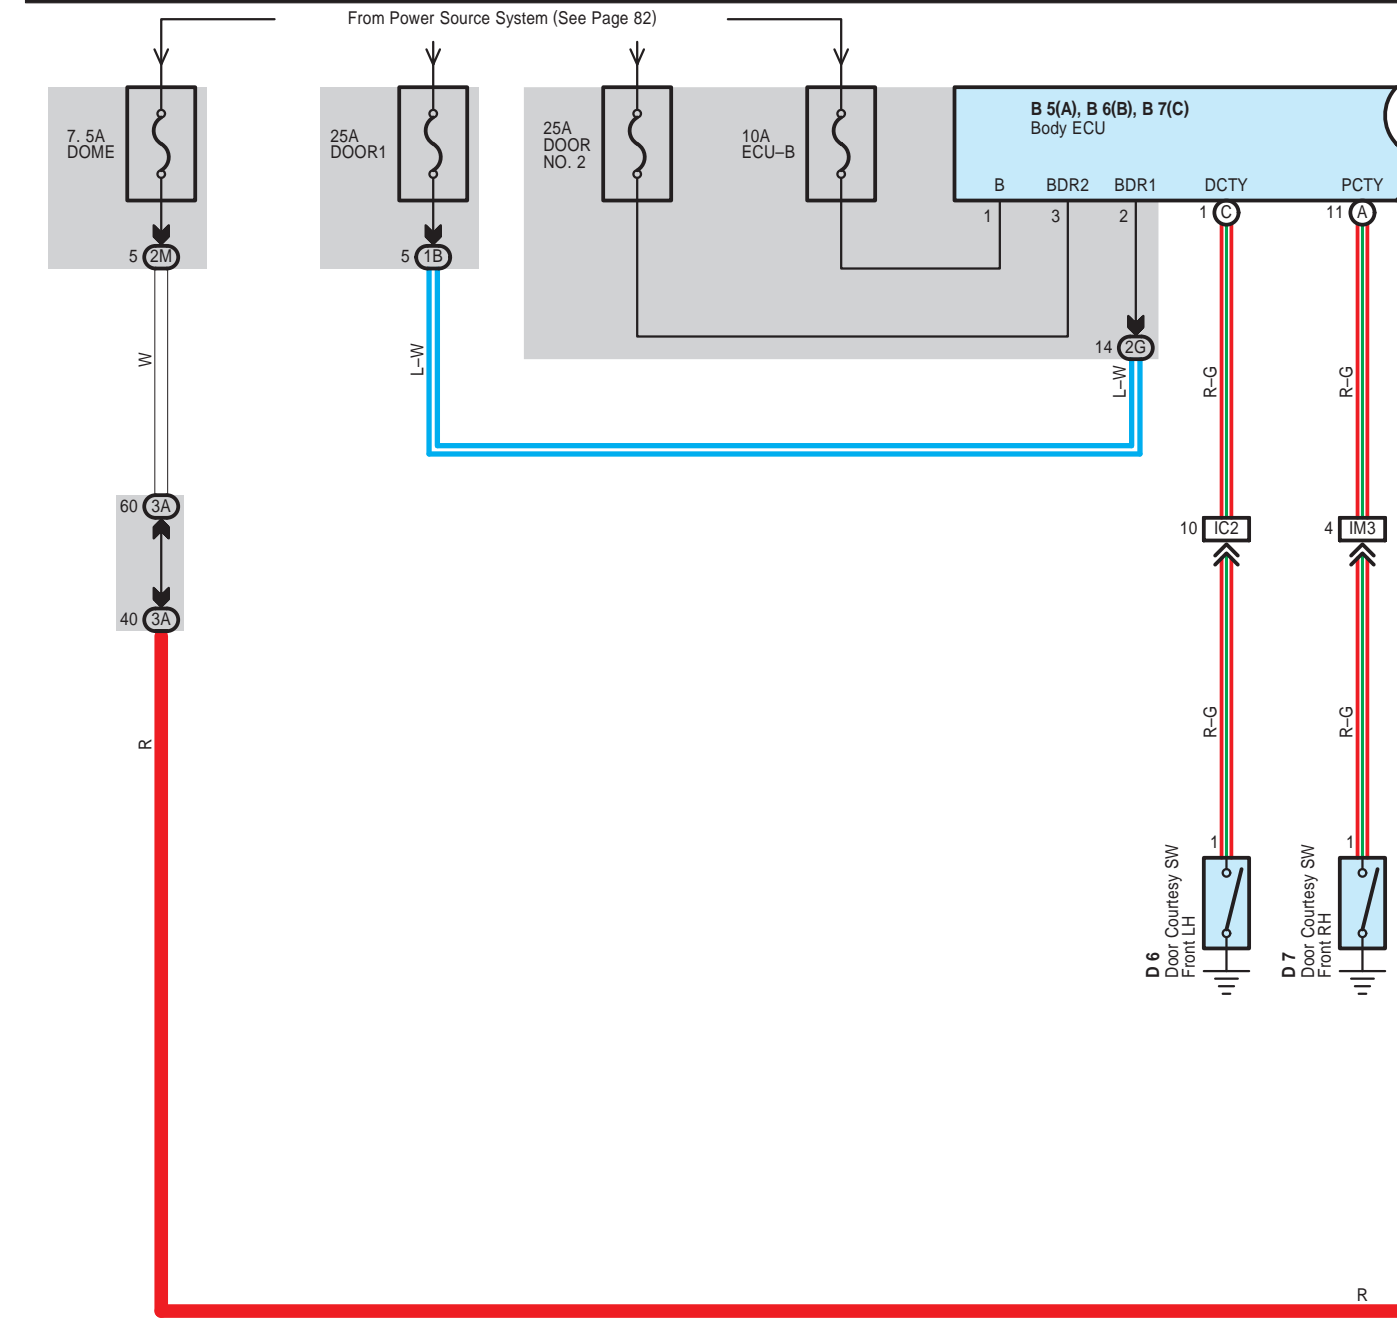 From Power Source System (See Page 82)
7. 5A
DOME
25A
DOOR1
25A
DOOR
NO. 2
10A
ECU–B
B 5(A), B 6(B), B 7(C)
Body ECU
B
BDR2
BDR1
DCTY
PCTY
1
3
2
1
C
11
A
5
2M
5
1B
14
2G
W
L–W
L–W
R–G
R–G
60
3A
10
IC2
4
IM3
40
3A
R
R–G
R–G
1
1
D 6
Door Courtesy SW
Front LH
D 7
Door Courtesy SW
Front RH
R